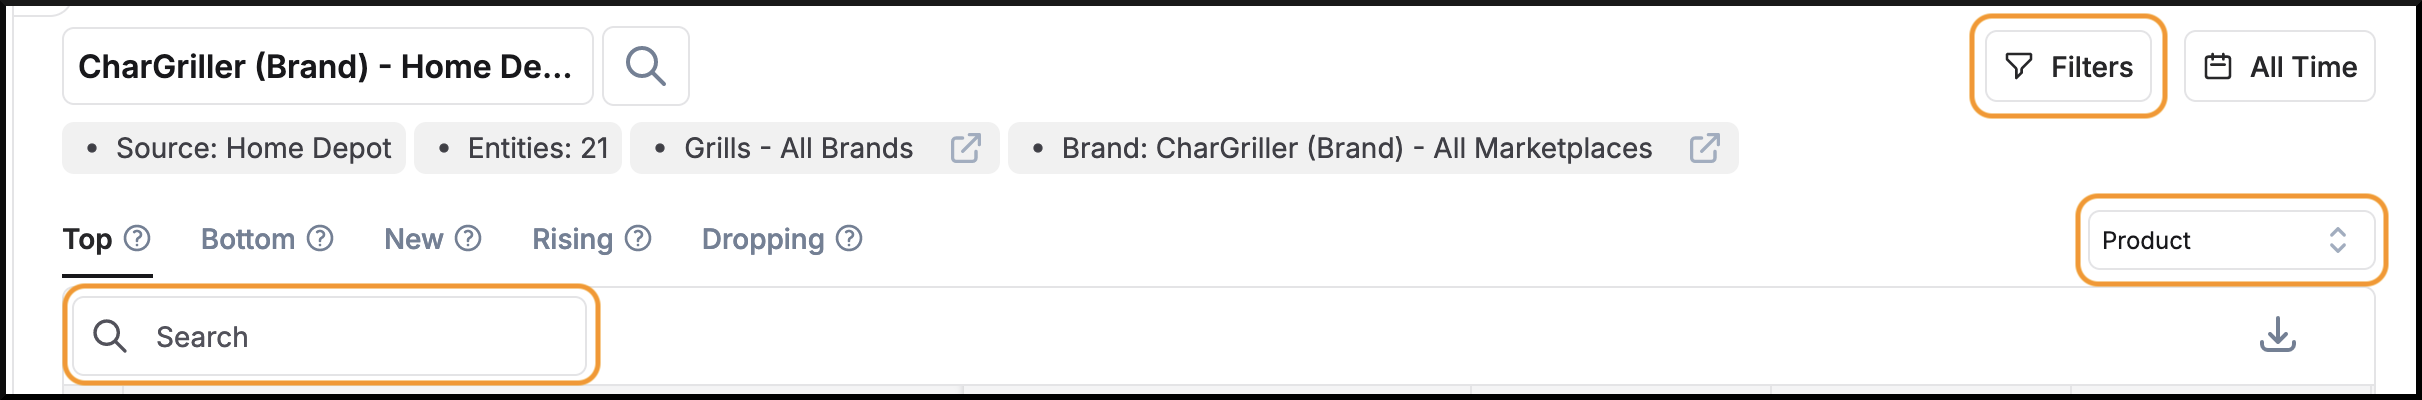 CharGriller (Brand) - Home De...
Filters
All Time
• Source: Home Depot
• Entities: 21
• Grills - All Brands
• Brand: CharGriller (Brand) - All Marketplaces
Top
Bottom
New
Rising
Dropping
Product
Search